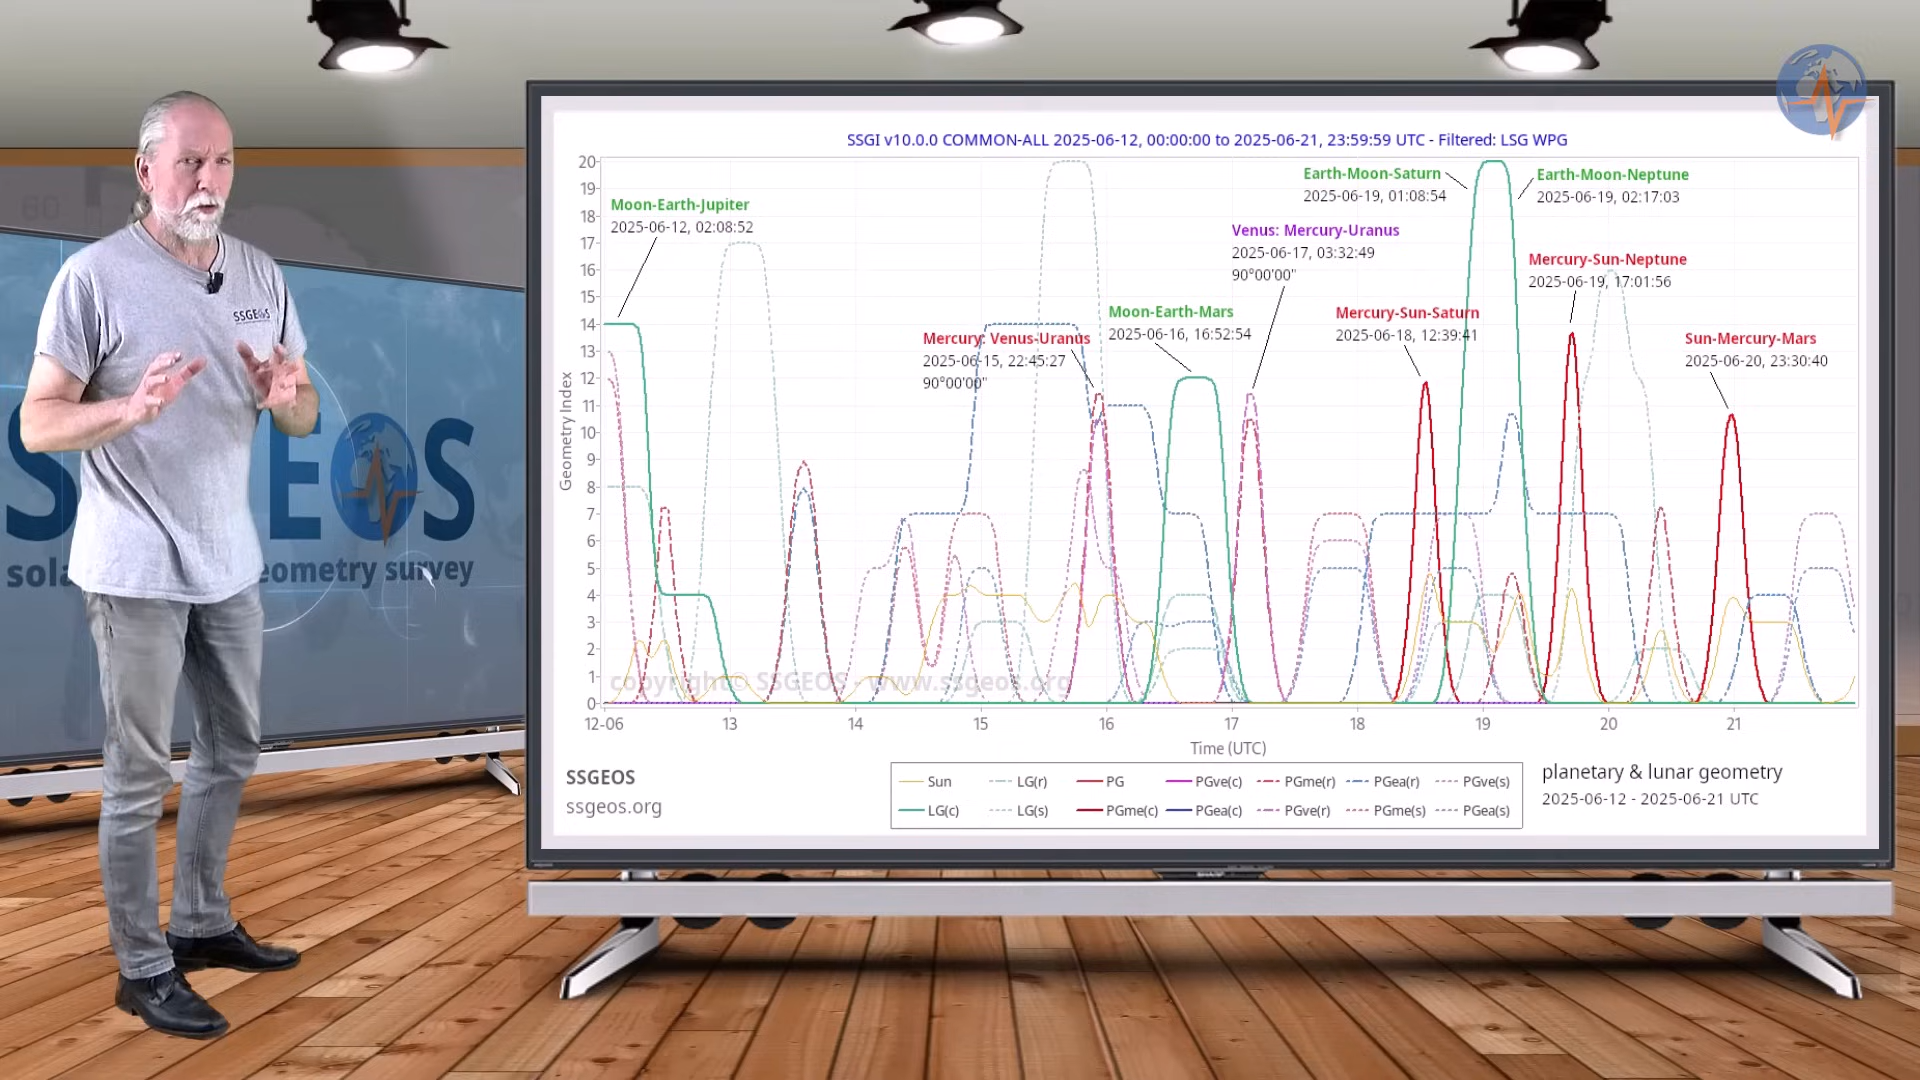 SSGI v10.0.0 COMMON-ALL 2025-06-12, 00:00:00 to 2025-06-21, 23:59:59 UTC - Filtered: LSG WPG
Earth-Moon-Saturn
2025-06-19, 01:08:54
Earth-Moon-Neptune
2025-06-19, 02:17:03
Moon-Earth-Jupiter
2025-06-12, 02:08:52
Venus: Mercury-Uranus
2025-06-17, 03:32:49
90°00'00"
Mercury-Sun-Neptune
2025-06-19, 17:01:56
Moon-Earth-Mars
2025-06-16, 16:52:54
Mercury-Sun-Saturn
2025-06-18, 12:39:41
Mercury: Venus-Uranus
2025-06-15, 22:45:27
90°00'00"
Sun-Mercury-Mars
2025-06-20, 23:30:40
Geometry Index
20
19
18
17
16
15
14
13
12
11
10
9
8
7
6
5
4
3
2
1
0
copyright © SSGEOS - www.ssgeos.org
12-06 13 14 15 16 17 18 19 20 21
Time (UTC)
SSGEOS
ssgeos.org
Sun LG(r) PG PGve(c) PGme(r) PGea(r) PGve(s)
LG(c) LG(s) PGme(c) PGea(c) PGve(r) PGme(s) PGea(s)
planetary & lunar geometry
2025-06-12 - 2025-06-21 UTC
SSGEOS
S EOS
eometry survey